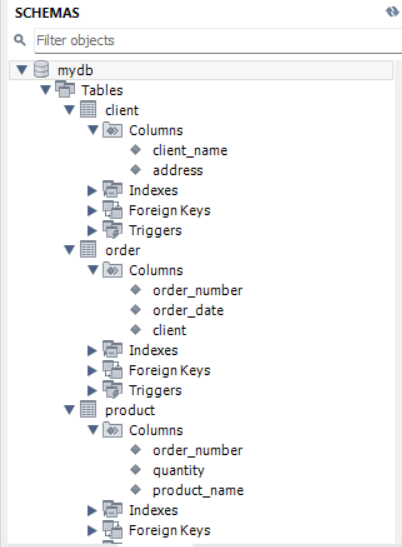 SCHEMAS
Filter objects
mydb
Tables
client
Columns
client_name
address
Indexes
Foreign Keys
Triggers
order
Columns
order_number
order_date
client
Indexes
Foreign Keys
Triggers
product
Columns
order_number
quantity
product_name
Indexes
Foreign Keys